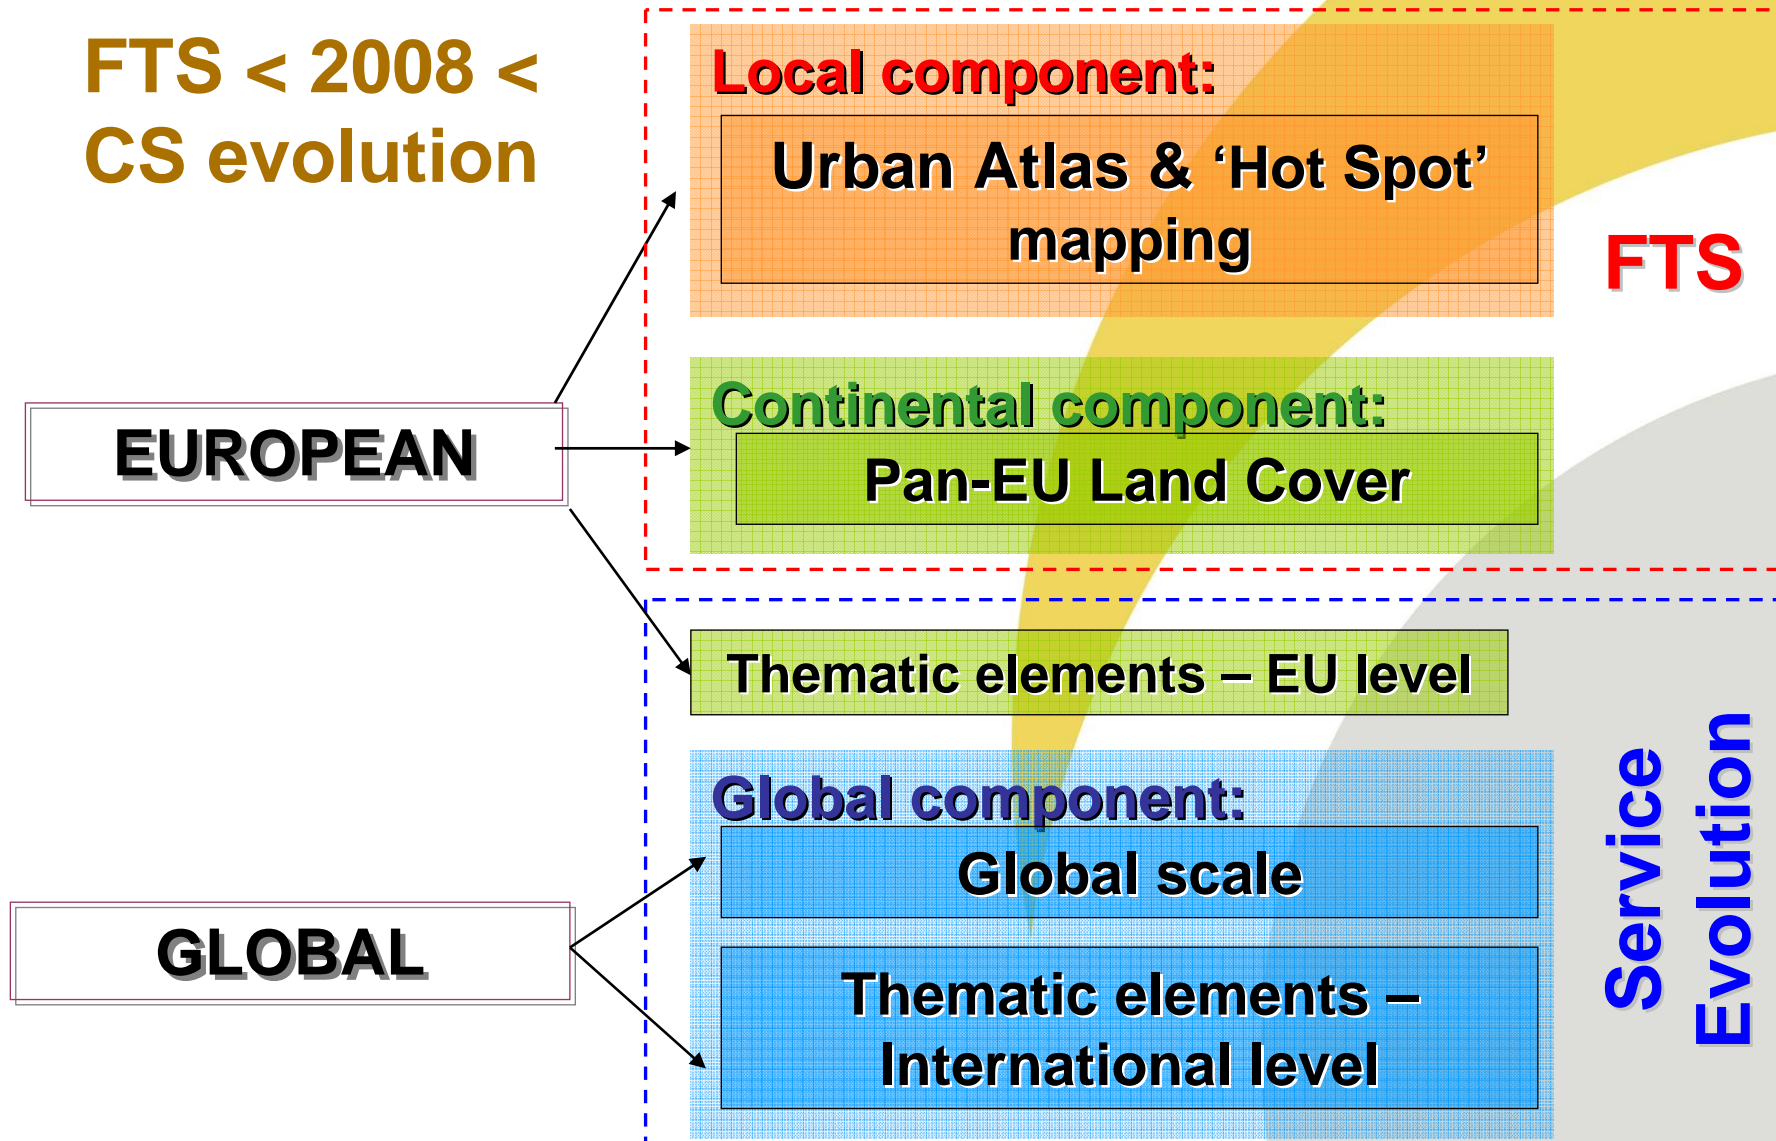 FTS < 2008 <
CS evolution
Local component:
Urban Atlas & ‘Hot Spot’
mapping
FTS
Continental component:
Pan-EU Land Cover
EUROPEAN
Thematic elements – EU level
Global component:
Global scale
GLOBAL
Thematic elements –
International level
Service
Evolution